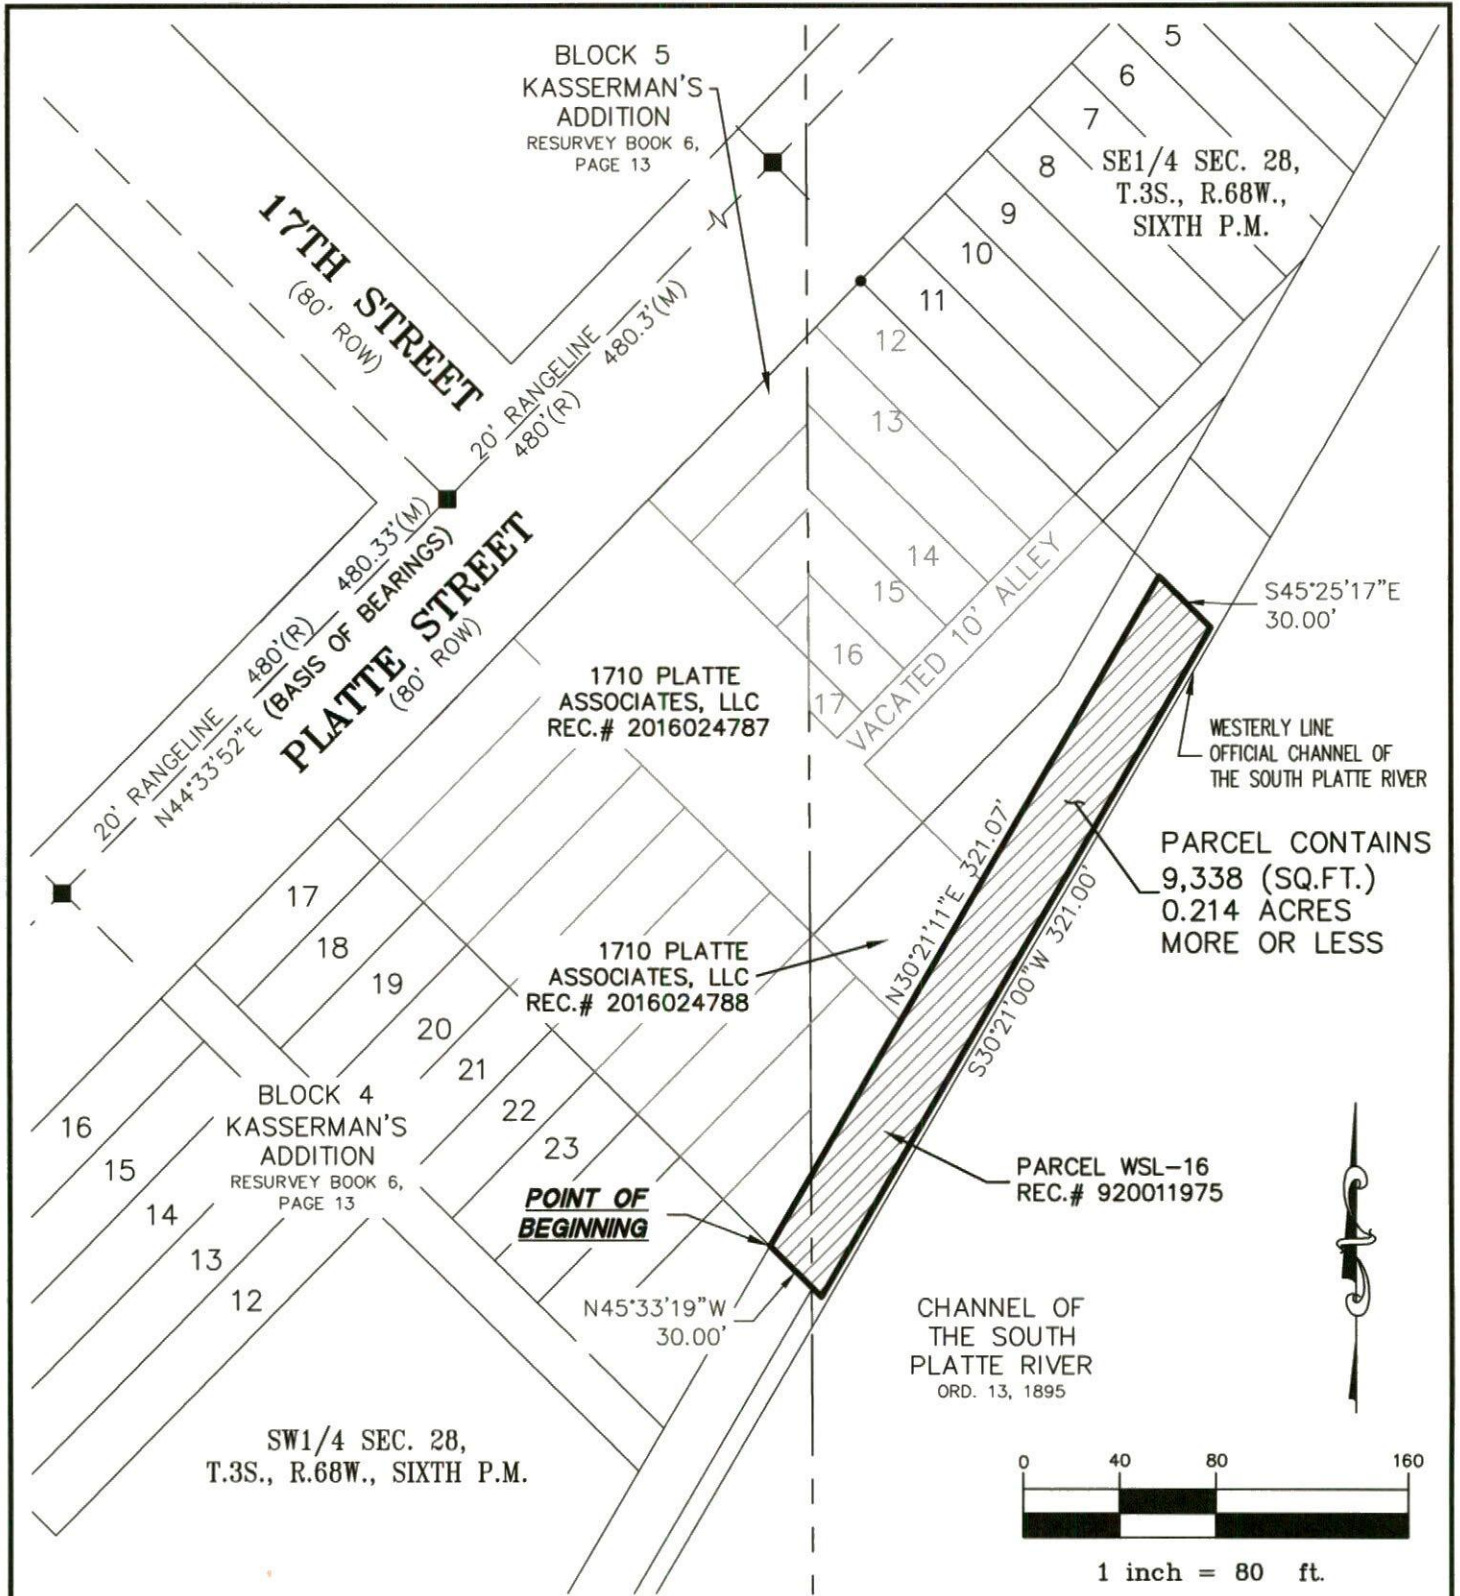 BLOCK 5
KASSERMAN'S
ADDITION
RESURVEY BOOK 6,
PAGE 13
5
6
7
8
9
10
11
12
13
14
15
16
17
SE1/4 SEC. 28,
T.3S., R.68W.,
SIXTH P.M.
17TH STREET
(80' ROW)
20' RANGELINE
480'(R)
480.3'(M)
480.33'(M)
480'(R)
20' RANGELINE
N44°33'52"E (BASIS OF BEARINGS)
PLATTE STREET
(80' ROW)
VACATED 10' ALLEY
1710 PLATTE
ASSOCIATES, LLC
REC.# 2016024787
S45°25'17"E
30.00'
WESTERLY LINE
OFFICIAL CHANNEL OF
THE SOUTH PLATTE RIVER
PARCEL CONTAINS
9,338 (SQ.FT.)
0.214 ACRES
MORE OR LESS
N30°21'11"E 321.07'
S30°21'00"W 321.00'
1710 PLATTE
ASSOCIATES, LLC
REC.# 2016024788
17
18
19
20
21
22
23
BLOCK 4
KASSERMAN'S
ADDITION
RESURVEY BOOK 6,
PAGE 13
16
15
14
13
12
POINT OF
BEGINNING
PARCEL WSL-16
REC.# 920011975
N45°33'19"W
30.00'
CHANNEL OF
THE SOUTH
PLATTE RIVER
ORD. 13, 1895
SW1/4 SEC. 28,
T.3S., R.68W., SIXTH P.M.
0 40 80 160
1 inch = 80 ft.